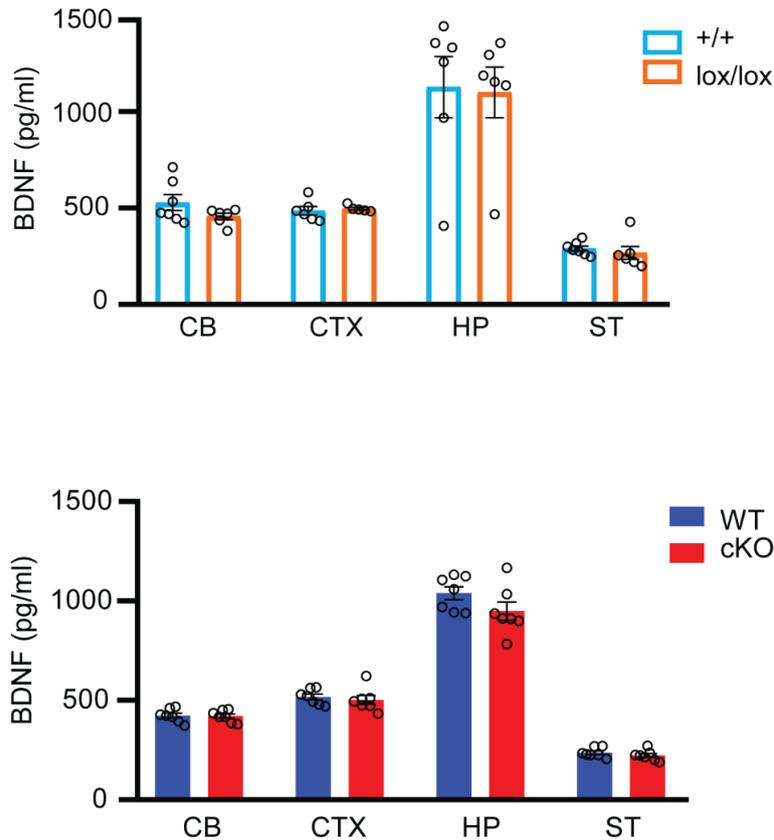 1500
1000
500
0
BDNF (pg/ml)
+/+
lox/lox
CB CTX HP ST
1500
1000
500
0
BDNF (pg/ml)
WT
cKO
CB CTX HP ST